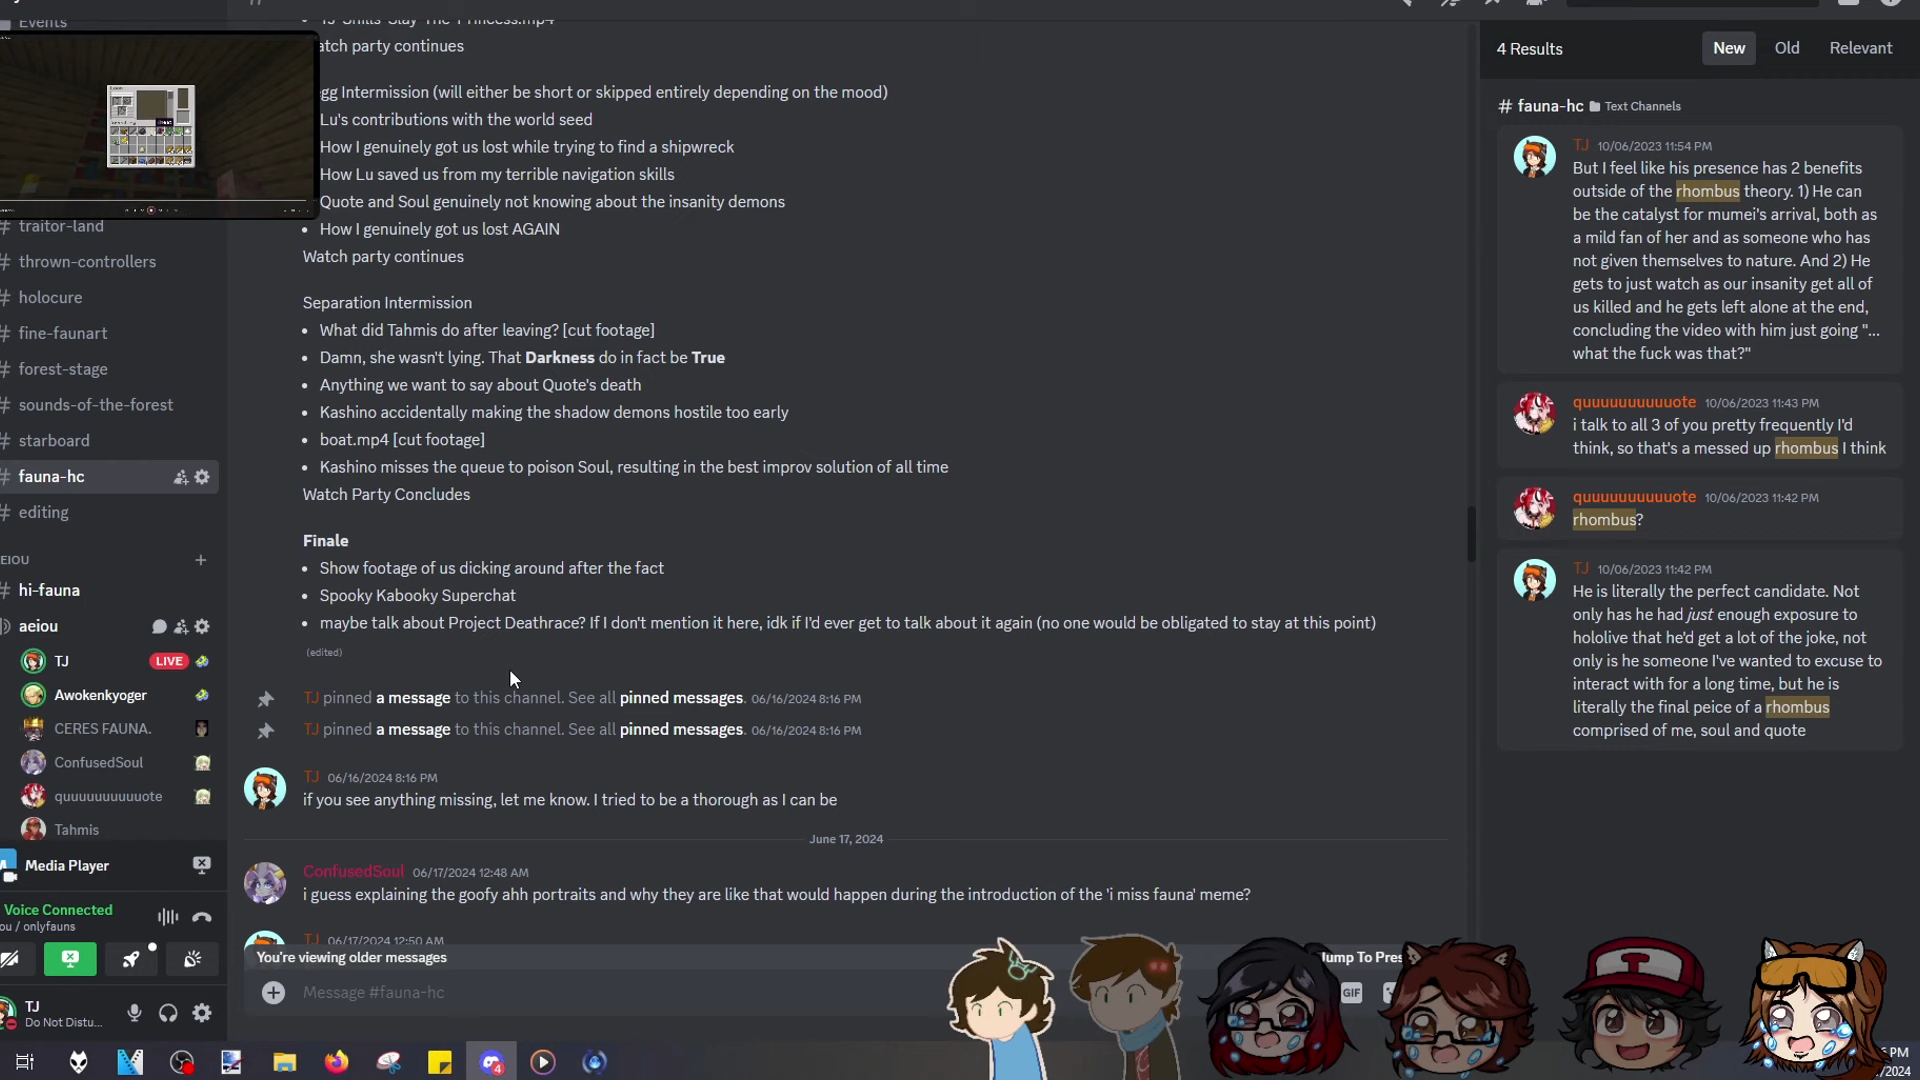 Events
traitor-land
thrown-controllers
holocure
fine-faunart
forest-stage
sounds-of-the-forest
starboard
fauna-hc
editing
AEIOU
hi-fauna
aeiou
TJ LIVE
Awokenkyoger
CERES FAUNA.
ConfusedSoul
quuuuuuuuuuote
Tahmis
Media Player
Voice Connected
ou / onlyfauns
TJ
Do Not Distu...
TJ-Shills-Stay-The-Princess.mp4
atch party continues
gg Intermission (will either be short or skipped entirely depending on the mood)
Lu's contributions with the world seed
How I genuinely got us lost while trying to find a shipwreck
How Lu saved us from my terrible navigation skills
Quote and Soul genuinely not knowing about the insanity demons
• How I genuinely got us lost AGAIN
Watch party continues
Separation Intermission
• What did Tahmis do after leaving? [cut footage]
• Damn, she wasn't lying. That Darkness do in fact be True
• Anything we want to say about Quote's death
• Kashino accidentally making the shadow demons hostile too early
• boat.mp4 [cut footage]
• Kashino misses the queue to poison Soul, resulting in the best improv solution of all time
Watch Party Concludes
Finale
• Show footage of us dicking around after the fact
• Spooky Kabooky Superchat
• maybe talk about Project Deathrace? If I don't mention it here, idk if I'd ever get to talk about it again (no one would be obligated to stay at this point)
(edited)
TJ pinned a message to this channel. See all pinned messages. 06/16/2024 8:16 PM
TJ pinned a message to this channel. See all pinned messages. 06/16/2024 8:16 PM
TJ 06/16/2024 8:16 PM
if you see anything missing, let me know. I tried to be a thorough as I can be
June 17, 2024
ConfusedSoul 06/17/2024 12:48 AM
i guess explaining the goofy ahh portraits and why they are like that would happen during the introduction of the 'i miss fauna' meme?
TJ 06/17/2024 12:50 AM
You're viewing older messages
Jump To Pres
Message #fauna-hc
GIF
4 Results
New Old Relevant
# fauna-hc Text Channels
TJ 10/06/2023 11:54 PM
But I feel like his presence has 2 benefits
outside of the rhombus theory. 1) He can
be the catalyst for mumei's arrival, both as
a mild fan of her and as someone who has
not given themselves to nature. And 2) He
gets to just watch as our insanity get all of
us killed and he gets left alone at the end,
concluding the video with him just going "...
what the fuck was that?"
quuuuuuuuuuote 10/06/2023 11:43 PM
i talk to all 3 of you pretty frequently I'd
think, so that's a messed up rhombus I think
quuuuuuuuuuote 10/06/2023 11:42 PM
rhombus?
TJ 10/06/2023 11:42 PM
He is literally the perfect candidate. Not
only has he had just enough exposure to
hololive that he'd get a lot of the joke, not
only is he someone I've wanted to excuse to
interact with for a long time, but he is
literally the final peice of a rhombus
comprised of me, soul and quote
T
4
PM
/2024